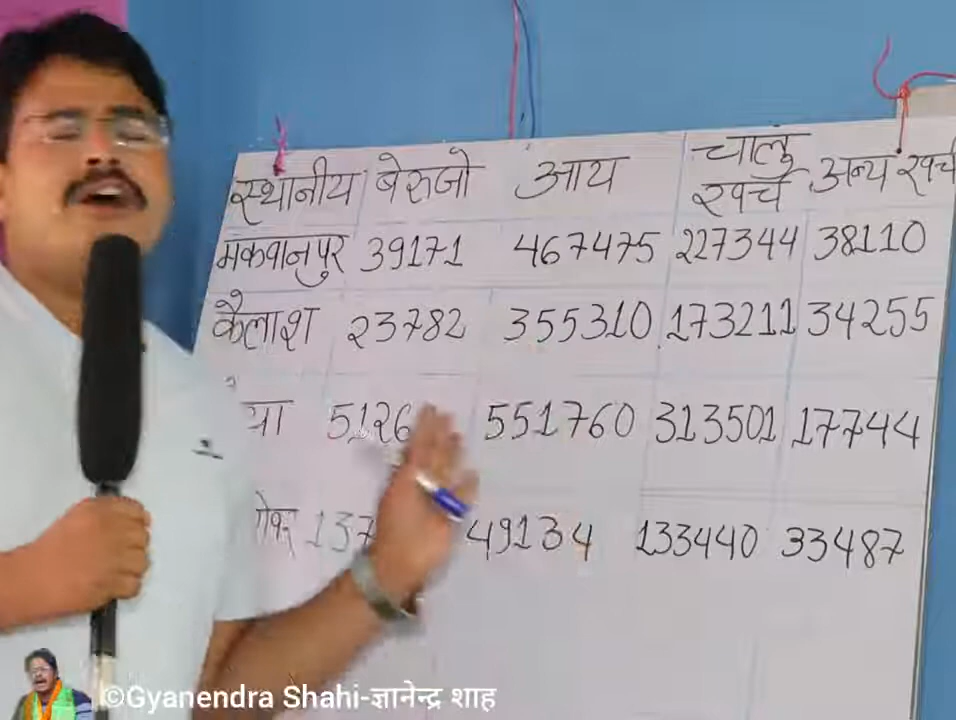 स्थानीय बेरुजो आय चालु खर्च अन्य खर्च
मकवानपुर 39171 467475 227344 38110
कैलाश 23782 355310 173211 34255
551760 313501 17744
49134 133440 33487
©Gyanendra Shahi-ज्ञानेन्द्र शाह